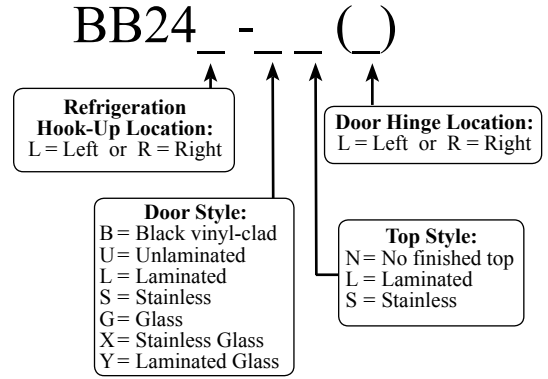 BB24_ -_ _ (_)
Refrigeration
Hook-Up Location:
L = Left or R = Right
Door Hinge Location:
L = Left or R = Right
Door Style:
B = Black vinyl-clad
U = Unlaminated
L = Laminated
S = Stainless
G = Glass
X = Stainless Glass
Y = Laminated Glass
Top Style:
N = No finished top
L = Laminated
S = Stainless